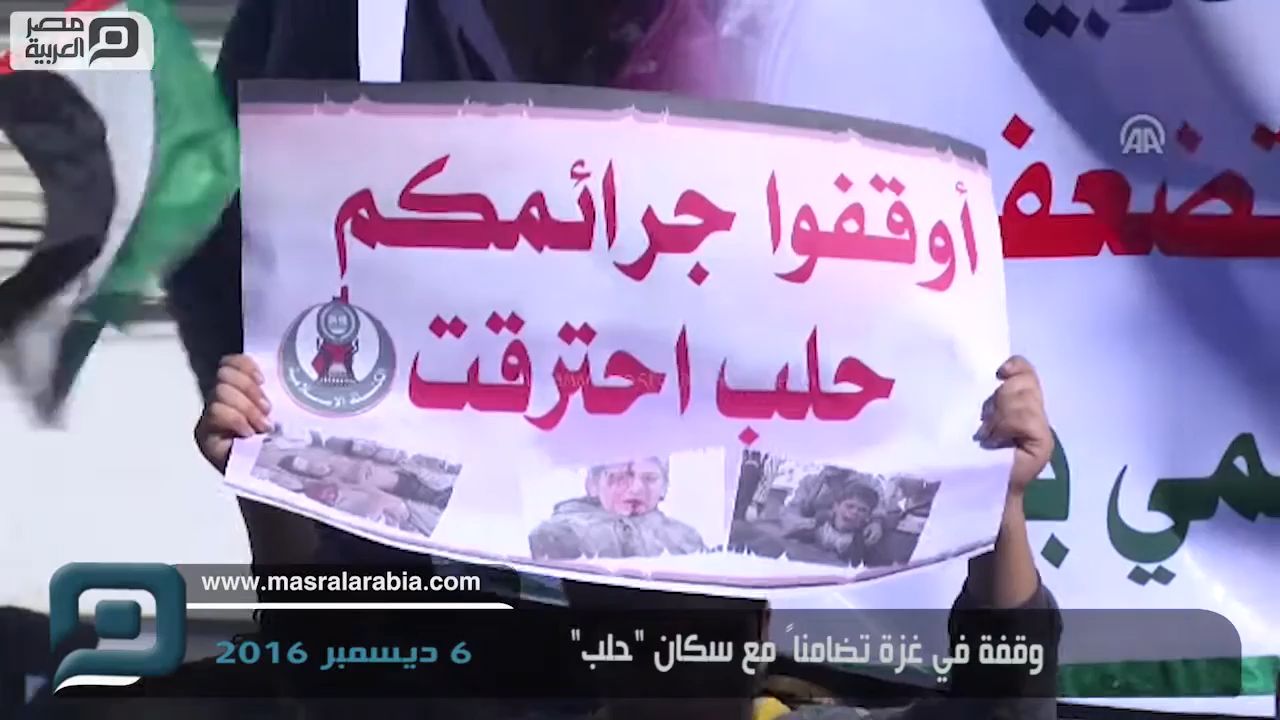 مصر
العربية
AA
أوقفوا جرائمكم
حلب احترقت
www.masralarabia.com
وقفة في غزة تضامناً مع سكان "حلب"
6 ديسمبر 2016